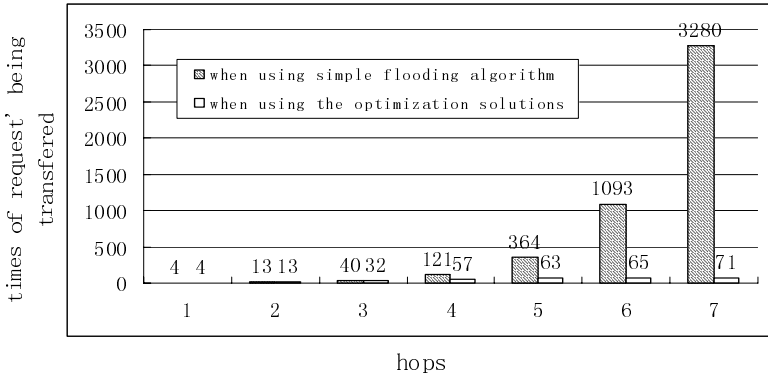 times of request' being
transfered
3500
3000
2500
2000
1500
1000
500
0
when using simple flooding algorithm
when using the optimization solutions
4 4
13 13
40 32
121 57
364 63
1093 65
3280 71
1 2 3 4 5 6 7
hops